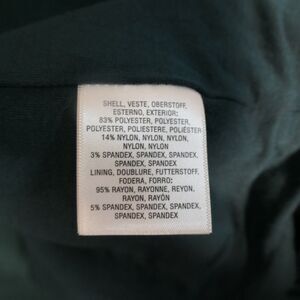 SHELL, VESTE, OBERSTOFF,
ESTERNO, EXTERIOR:
83% POLYESTER, POLYESTER,
POLYESTER, POLIESTERE, POLIÉSTER
14% NYLON, NYLON, NYLON,
NYLON, NYLON
3% SPANDEX, SPANDEX, SPANDEX,
SPANDEX, SPANDEX
LINING, DOUBLURE, FUTTERSTOFF,
FODERA, FORRO:
95% RAYON, RAYONNE, REYON,
RAYON, RAYÓN
5% SPANDEX, SPANDEX, SPANDEX,
SPANDEX, SPANDEX